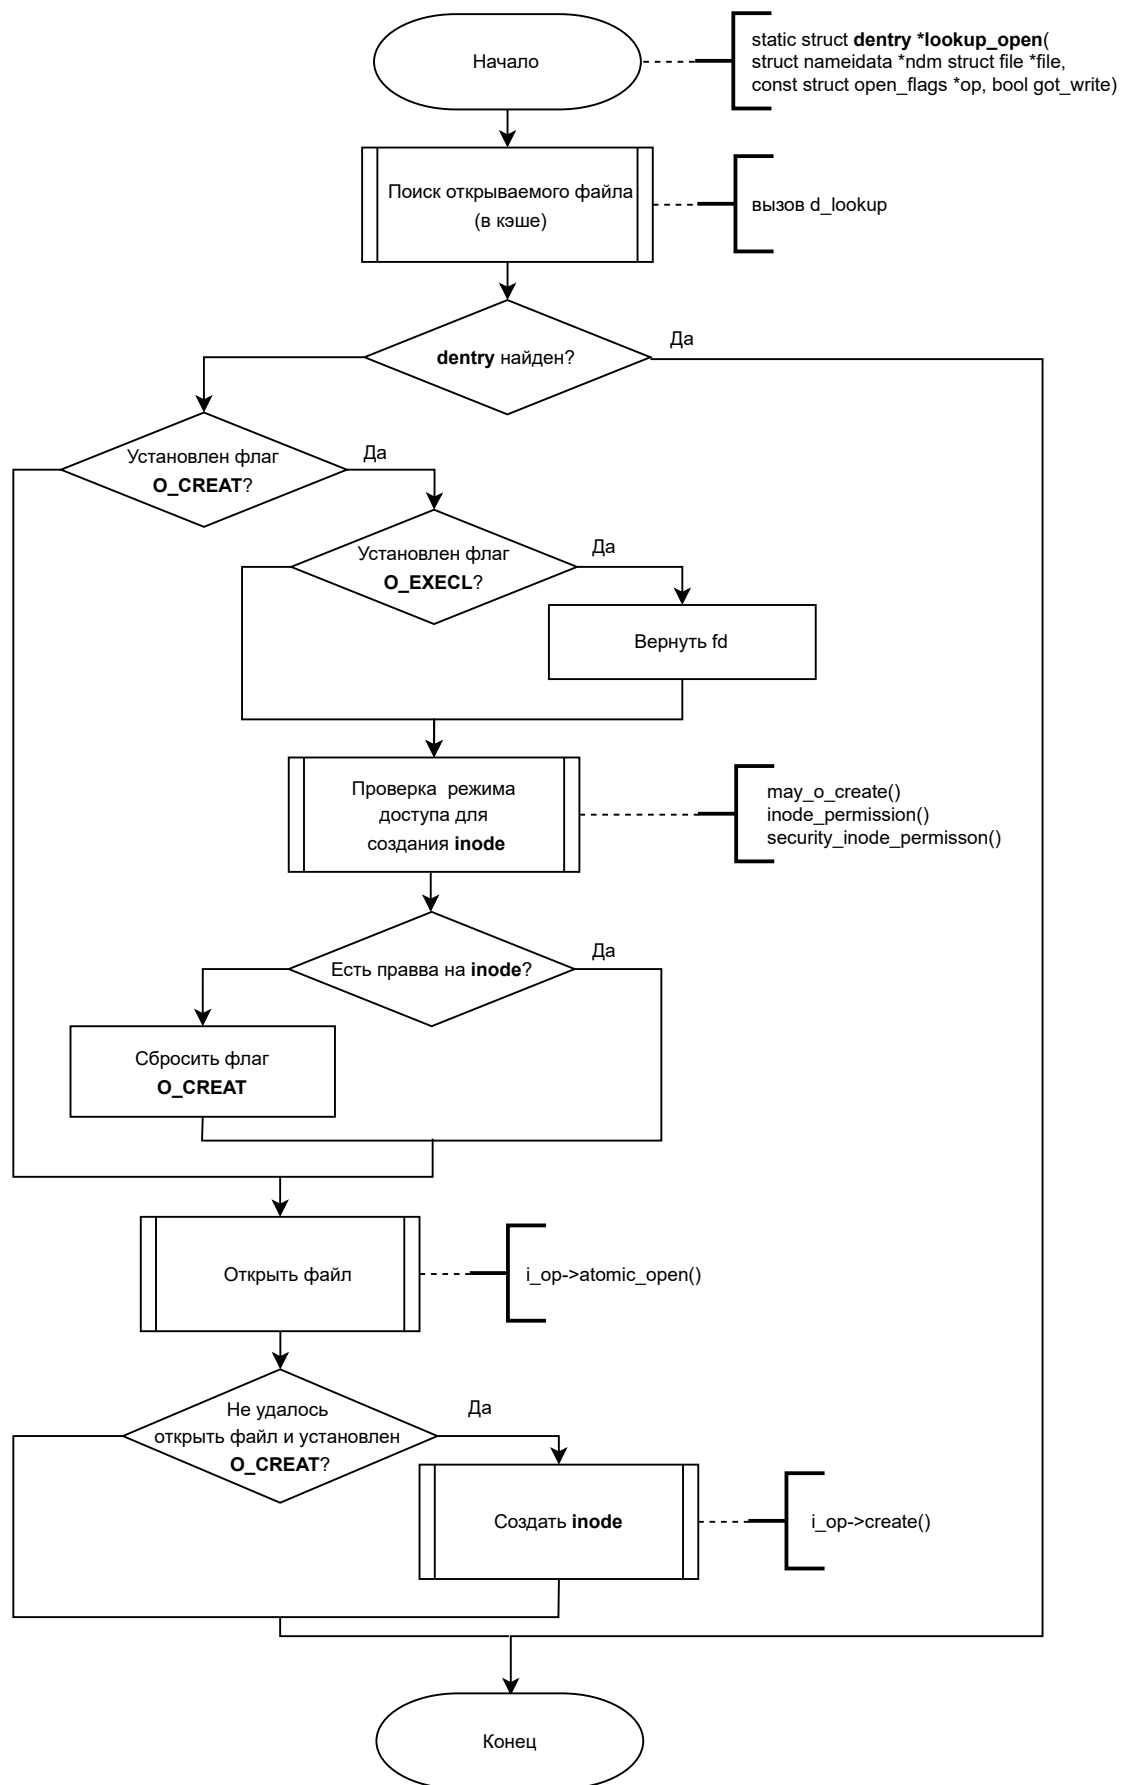 Начало
static struct dentry *lookup_open(
struct nameidata *ndm struct file *file,
const struct open_flags *op, bool got_write)
Поиск открываемого файла
(в кэше)
вызов d_lookup
dentry найден?
Да
Установлен флаг
O_CREAT?
Да
Установлен флаг
O_EXECL?
Да
Вернуть fd
Проверка режима
доступа для
создания inode
may_o_create()
inode_permission()
security_inode_permisson()
Есть правва на inode?
Да
Сбросить флаг
O_CREAT
Открыть файл
i_op->atomic_open()
Не удалось
открыть файл и установлен
O_CREAT?
Да
Создать inode
i_op->create()
Конец